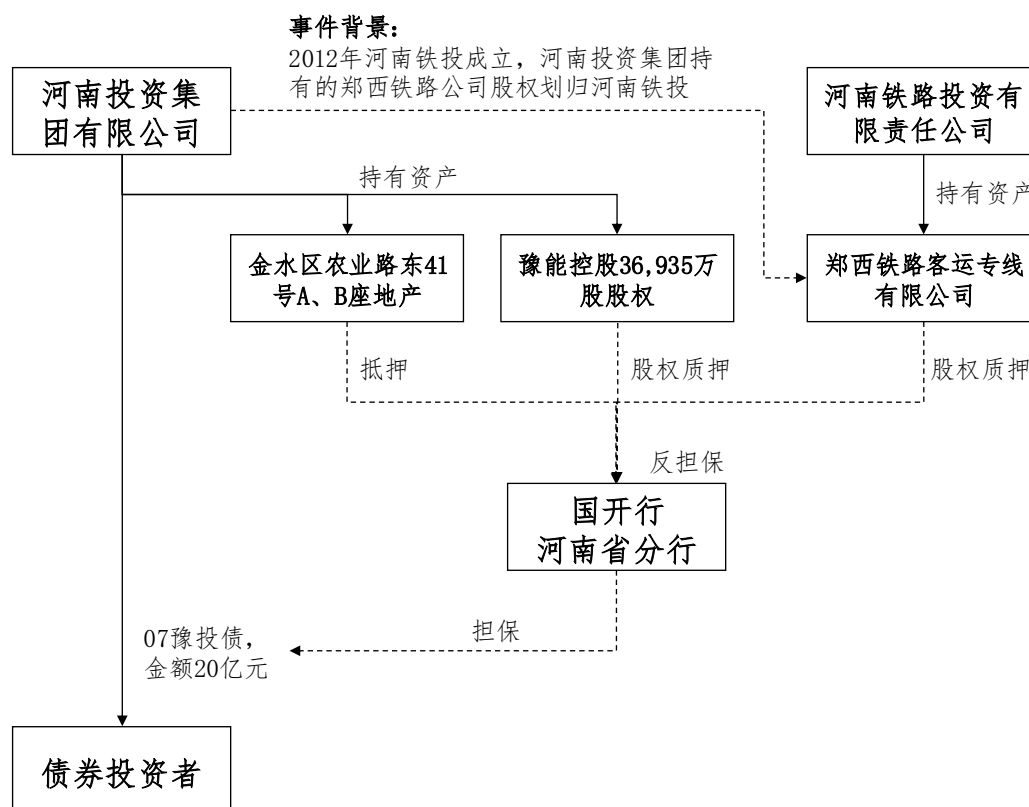 事件背景：
2012年河南铁投成立，河南投资集团持
有的郑西铁路公司股权划归河南铁投
河南投资集
团有限公司
河南铁路投资有
限责任公司
持有资产
持有资产
金水区农业路东41
号A、B座地产
豫能控股36,935万
股股权
郑西铁路客运专线
有限公司
抵押
股权质押
股权质押
反担保
国开行
河南省分行
担保
07豫投债，
金额20亿元
债券投资者